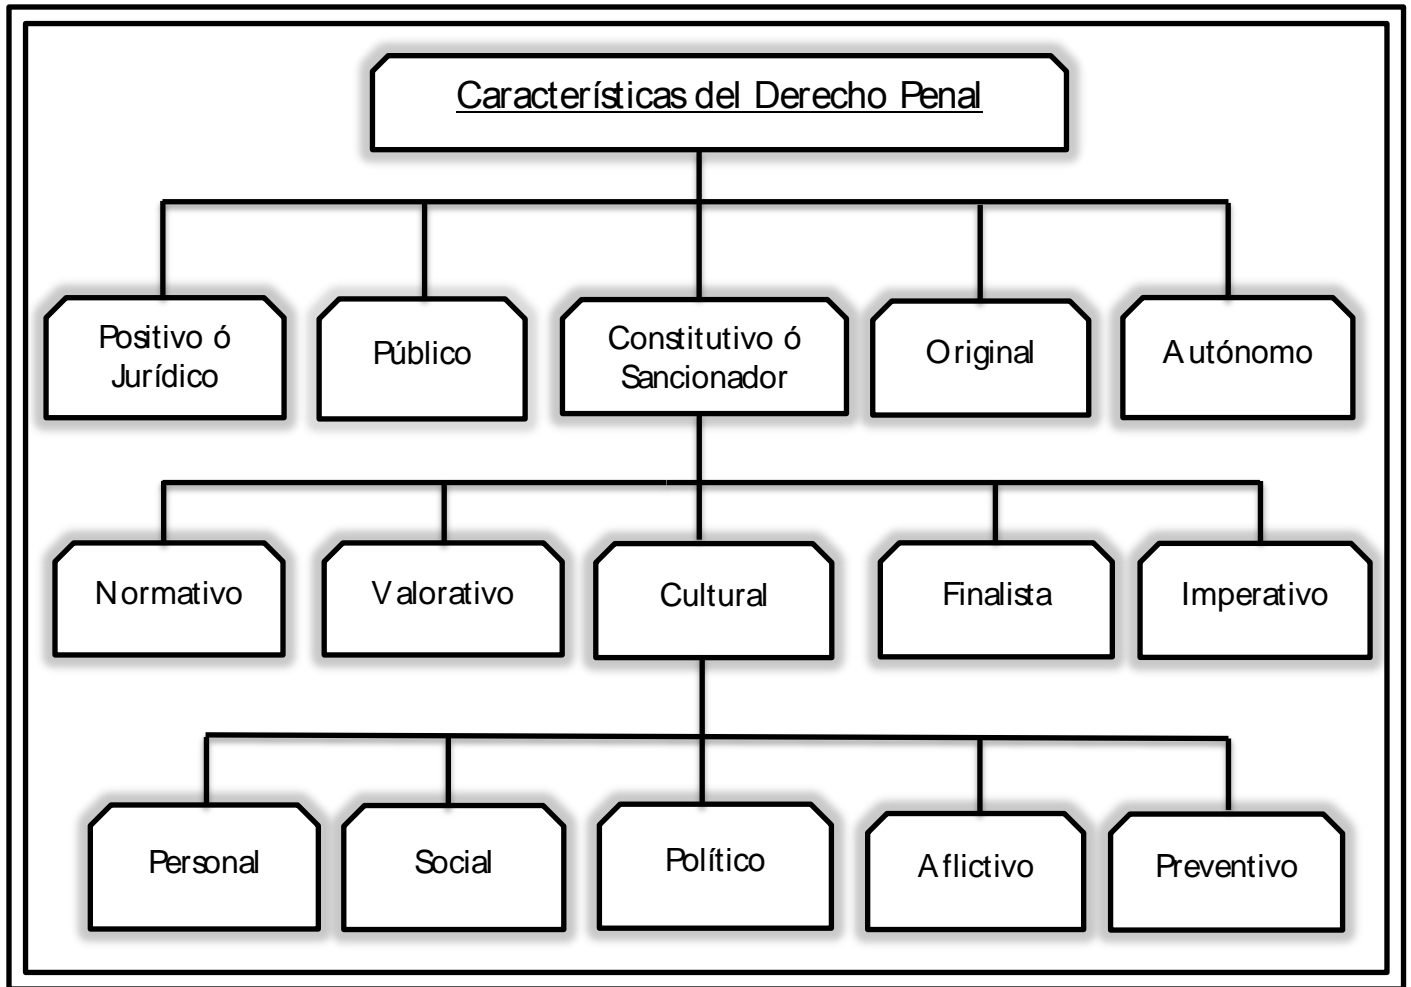 Características del Derecho Penal
Positivo ó
Jurídico
Público
Constitutivo ó
Sancionador
Original
Autónomo
Normativo
Valorativo
Cultural
Finalista
Imperativo
Personal
Social
Político
Aflictivo
Preventivo